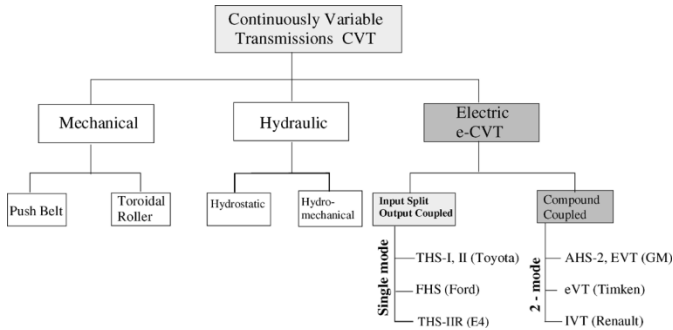 Continuously Variable
Transmissions CVT
Mechanical
Hydraulic
Electric
e-CVT
Push Belt
Toroidal
Roller
Hydrostatic
Hydro-
mechanical
Input Split
Output Coupled
Compound
Coupled
Single mode
THS-I, II (Toyota)
FHS (Ford)
THS-IIR (E4)
2 - mode
AHS-2, EVT (GM)
eVT (Timken)
IVT (Renault)